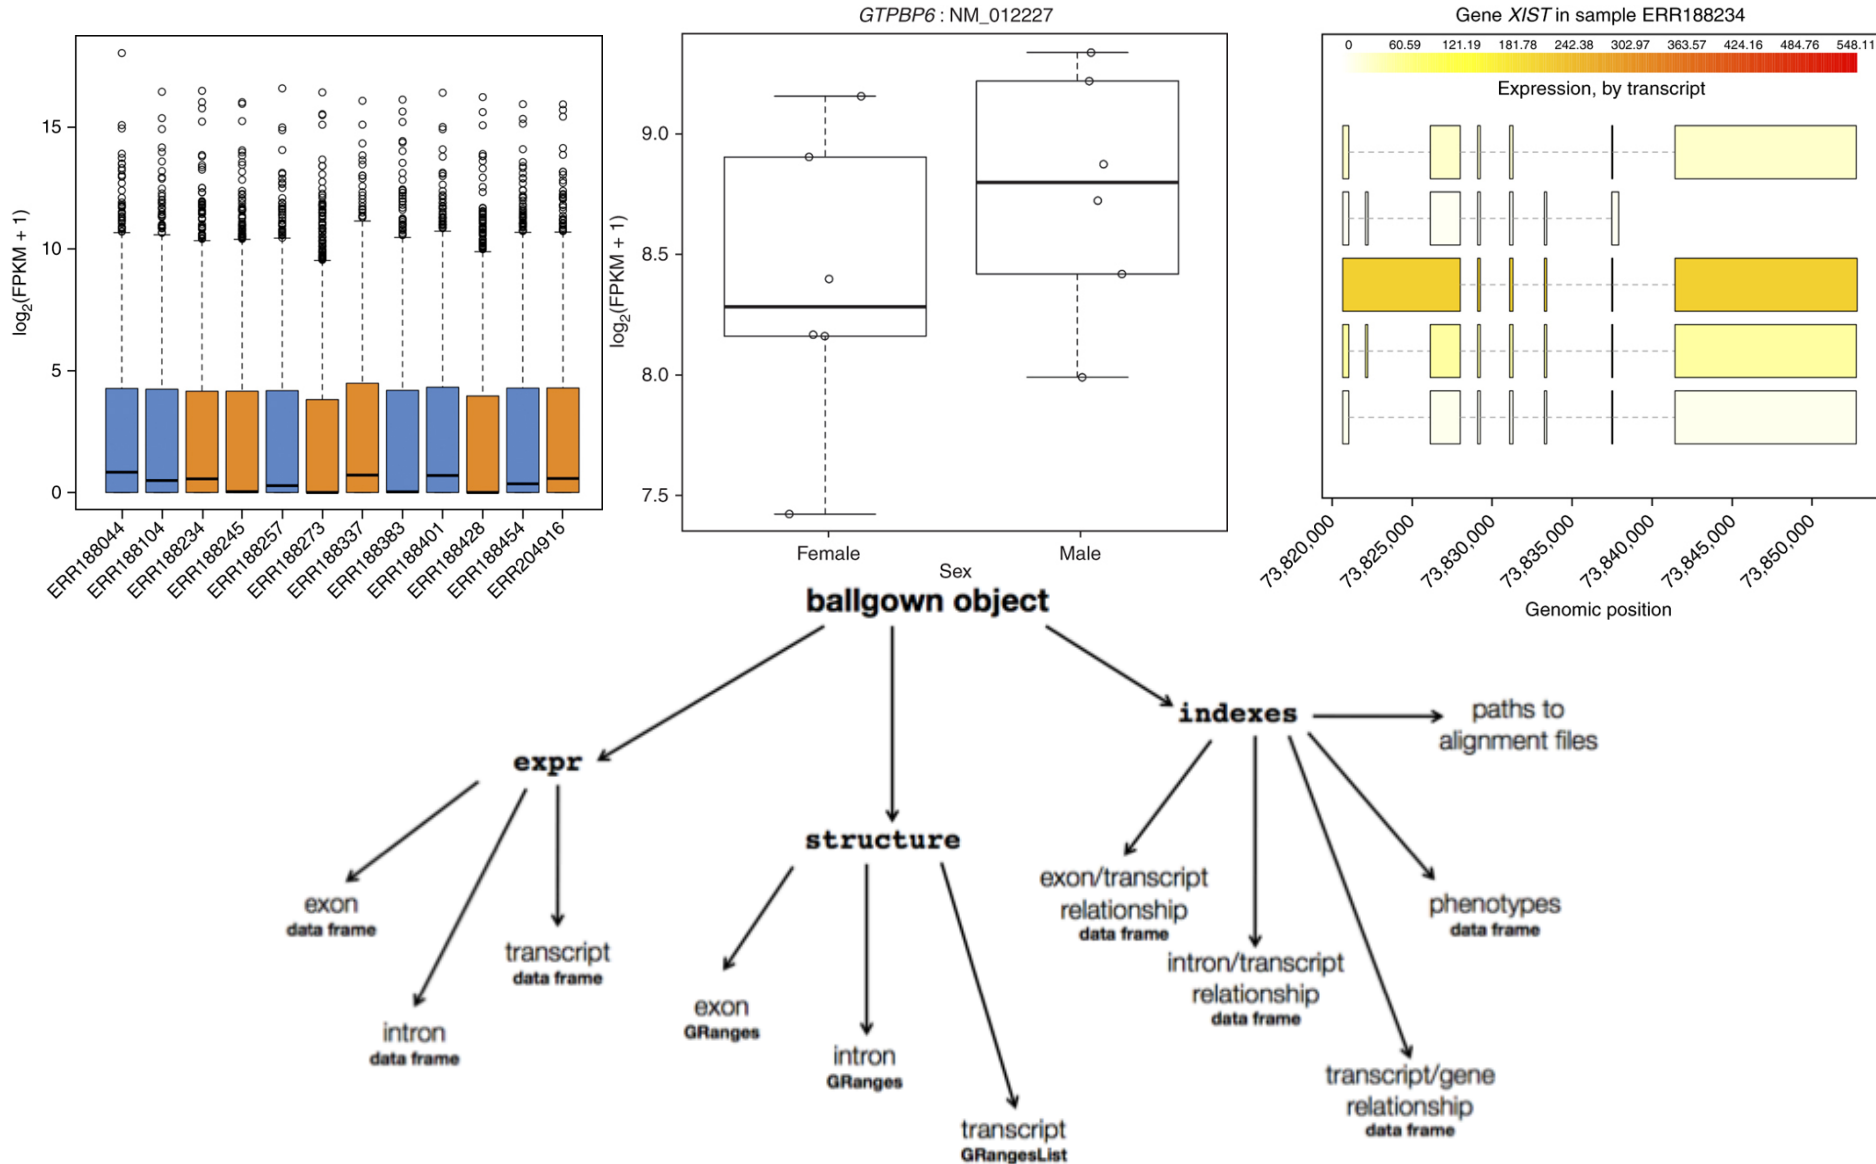 GTPBP6 : NM_012227
Gene XIST in sample ERR188234
log2(FPKM + 1)
15
10
5
0
ERR188044
ERR188104
ERR188234
ERR188245
ERR188257
ERR188273
ERR188337
ERR188383
ERR188401
ERR188428
ERR188454
ERR204916
log2(FPKM + 1)
9.0
8.5
8.0
7.5
Female Male
Sex
0 60.59 121.19 181.78 242.38 302.97 363.57 424.16 484.76 548.11
Expression, by transcript
73,820,000
73,825,000
73,830,000
73,835,000
73,840,000
73,845,000
73,850,000
Genomic position
ballgown object
expr
exon
data frame
intron
data frame
transcript
data frame
structure
exon
GRanges
intron
GRanges
transcript
GRangesList
indexes
paths to
alignment files
exon/transcript
relationship
data frame
intron/transcript
relationship
data frame
transcript/gene
relationship
data frame
phenotypes
data frame